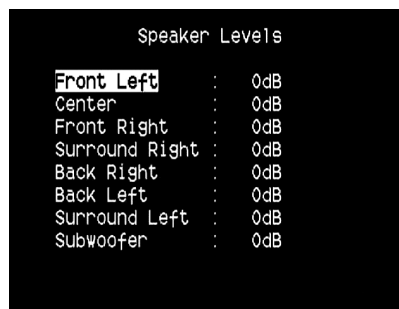 Speaker Levels
Front Left : 0dB
Center : 0dB
Front Right : 0dB
Surround Right : 0dB
Back Right : 0dB
Back Left : 0dB
Surround Left : 0dB
Subwoofer : 0dB